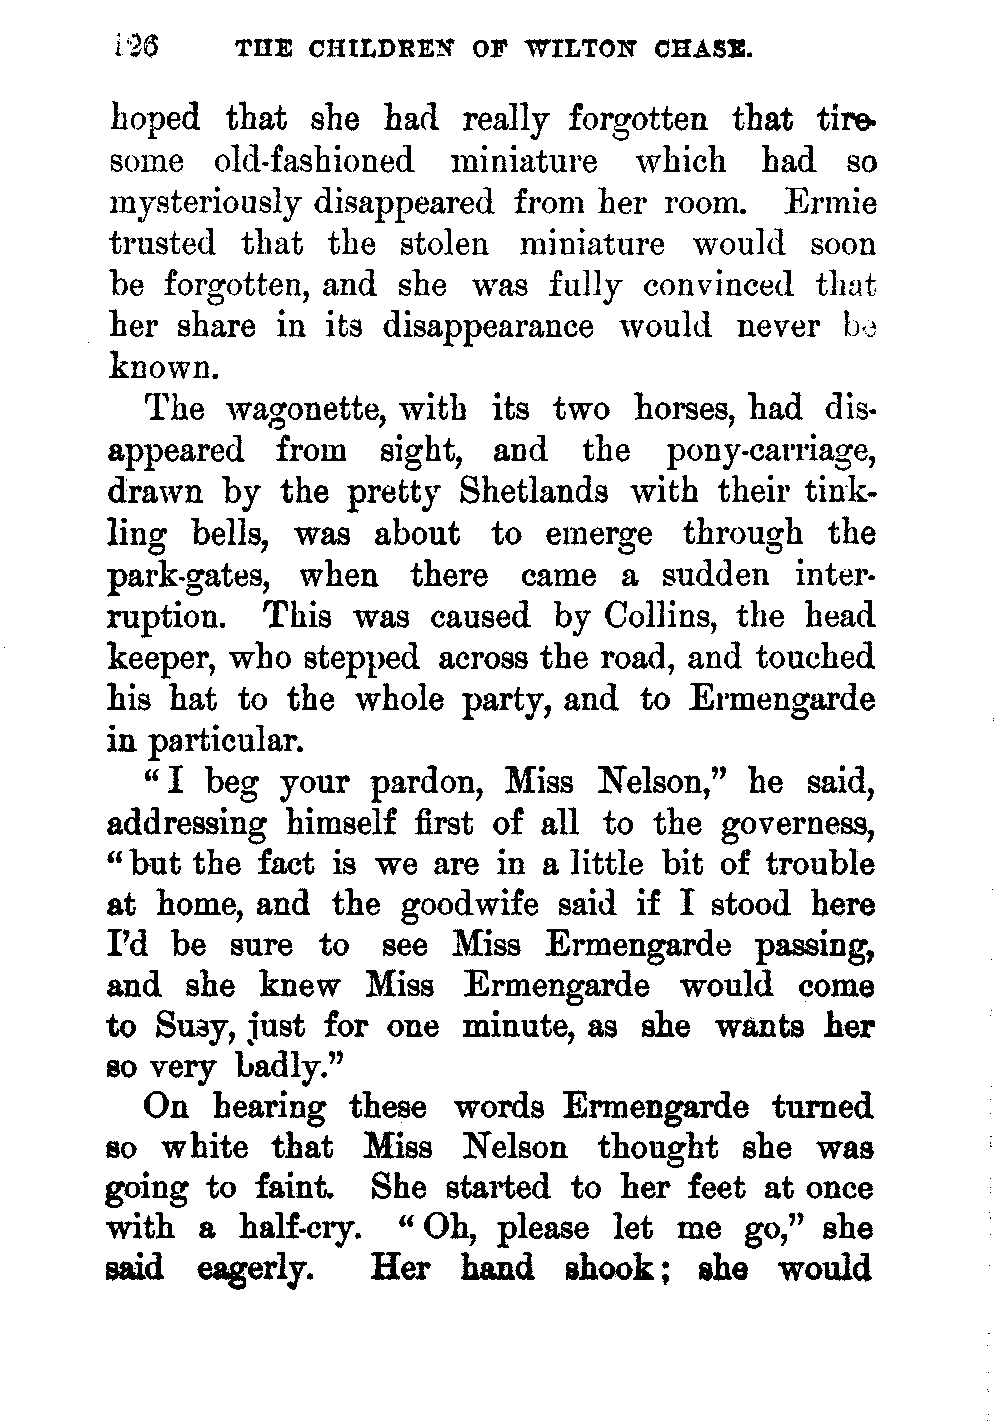 126 THE CHILDREN OF WILTON CHASE.
hoped that she had really forgotten that tire-
some old-fashioned miniature which had so
mysteriously disappeared from her room. Ermie
trusted that the stolen miniature would soon
be forgotten, and she was fully convinced that
her share in its disappearance would never be
known.
The wagonette, with its two horses, had dis-
appeared from sight, and the pony-carriage,
drawn by the pretty Shetlands with their tink-
ling bells, was about to emerge through the
park-gates, when there came a sudden inter-
ruption. This was caused by Collins, the head
keeper, who stepped across the road, and touched
his hat to the whole party, and to Ermengarde
in particular.
“I beg your pardon, Miss Nelson,” he said,
addressing himself first of all to the governess,
“but the fact is we are in a little bit of trouble
at home, and the goodwife said if I stood here
I’d be sure to see Miss Ermengarde passing,
and she knew Miss Ermengarde would come
to Susy, just for one minute, as she wants her
so very badly.”
On hearing these words Ermengarde turned
so white that Miss Nelson thought she was
going to faint. She started to her feet at once
with a half-cry. “Oh, please let me go,” she
said eagerly. Her hand shook; she would